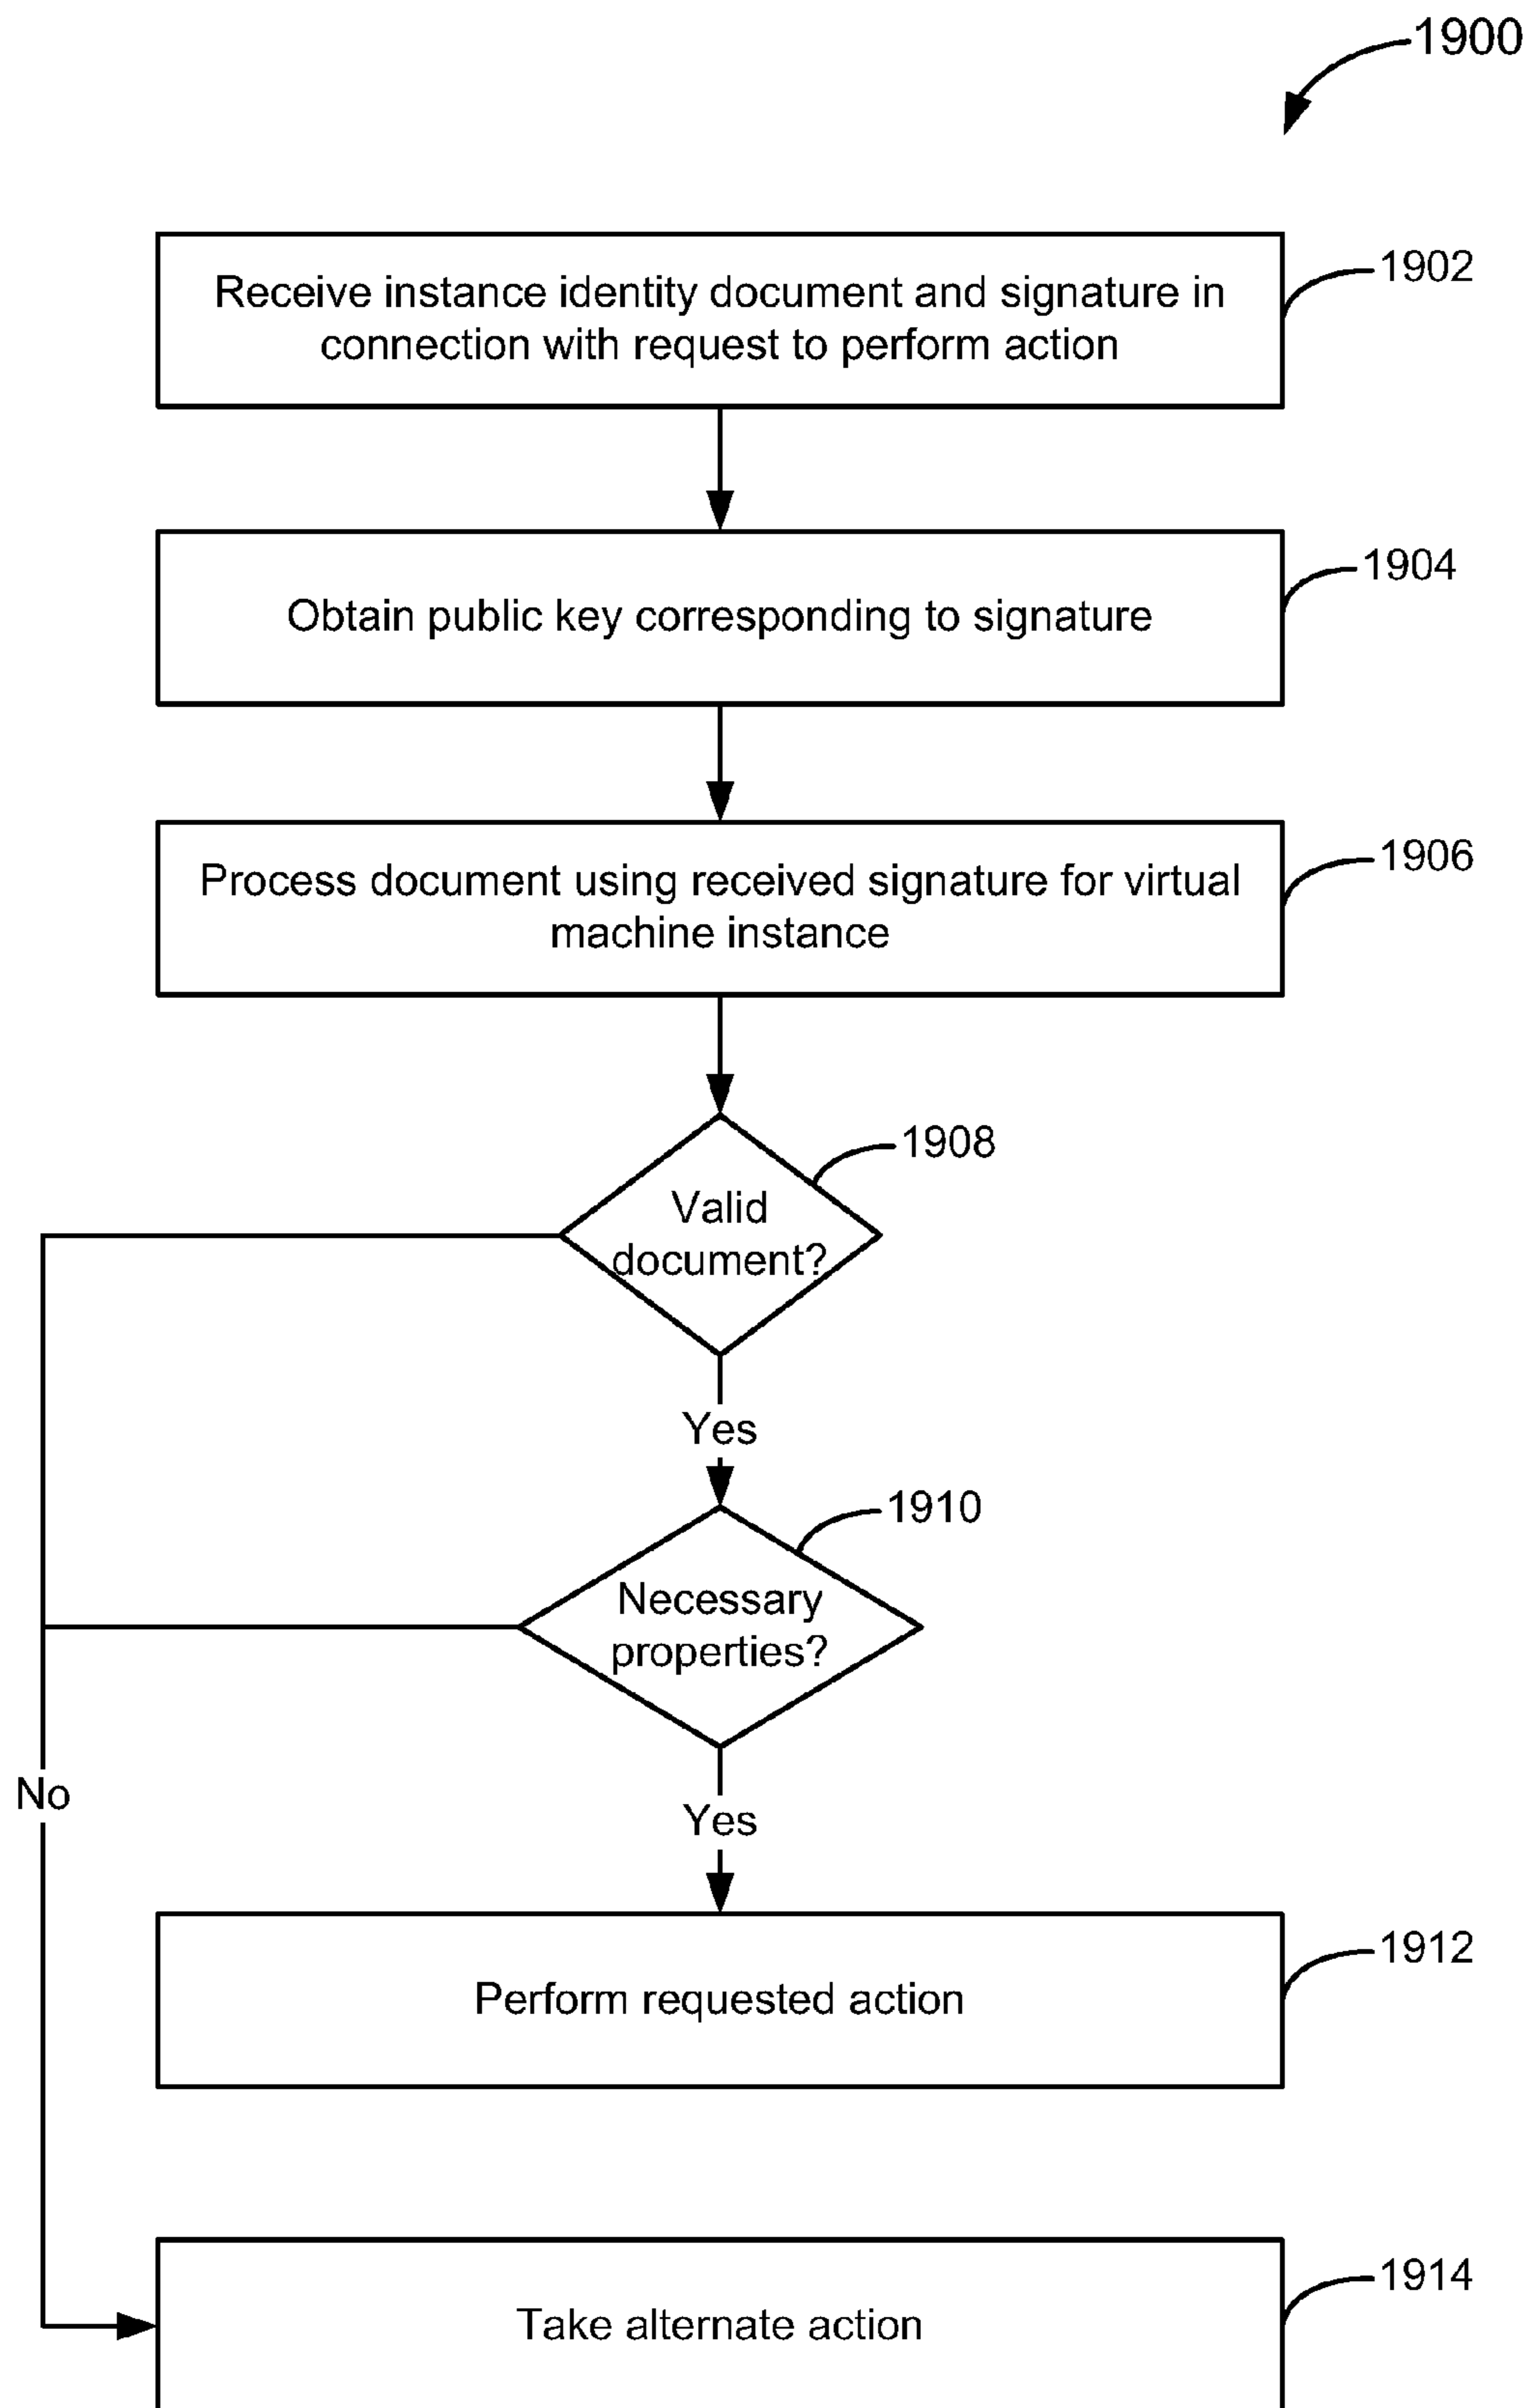 1900
Receive instance identity document and signature in
connection with request to perform action
1902
Obtain public key corresponding to signature
1904
Process document using received signature for virtual
machine instance
1906
Valid
document?
1908
Yes
Necessary
properties?
1910
No
Yes
Perform requested action
1912
Take alternate action
1914